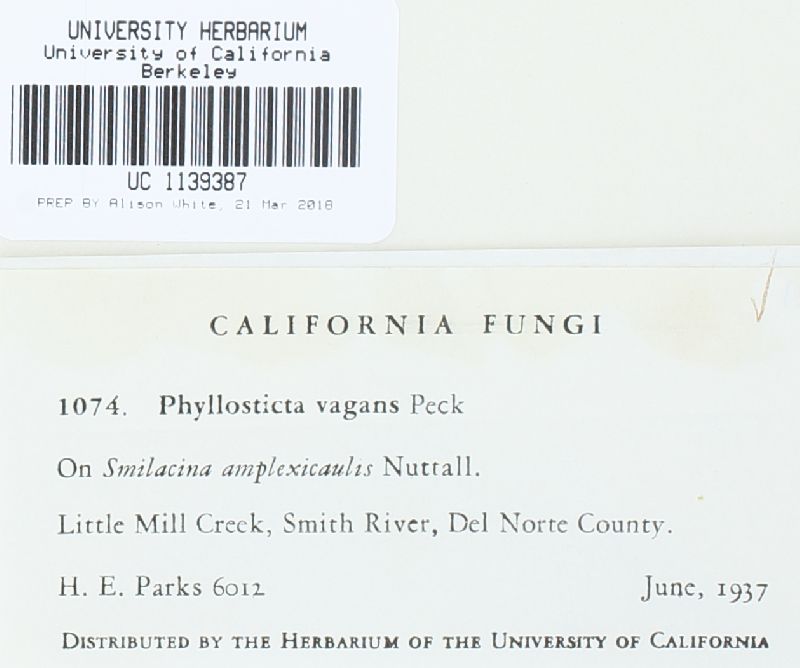 UNIVERSITY HERBARIUM
University of California
Berkeley
UC 1139387
PREP BY Alison White, 21 Mar 2018
CALIFORNIA FUNGI
1074. Phyllosticta vagans Peck
On Smilacina amplexicaulis Nuttall.
Little Mill Creek, Smith River, Del Norte County.
H. E. Parks 6012 June, 1937
DISTRIBUTED BY THE HERBARIUM OF THE UNIVERSITY OF CALIFORNIA